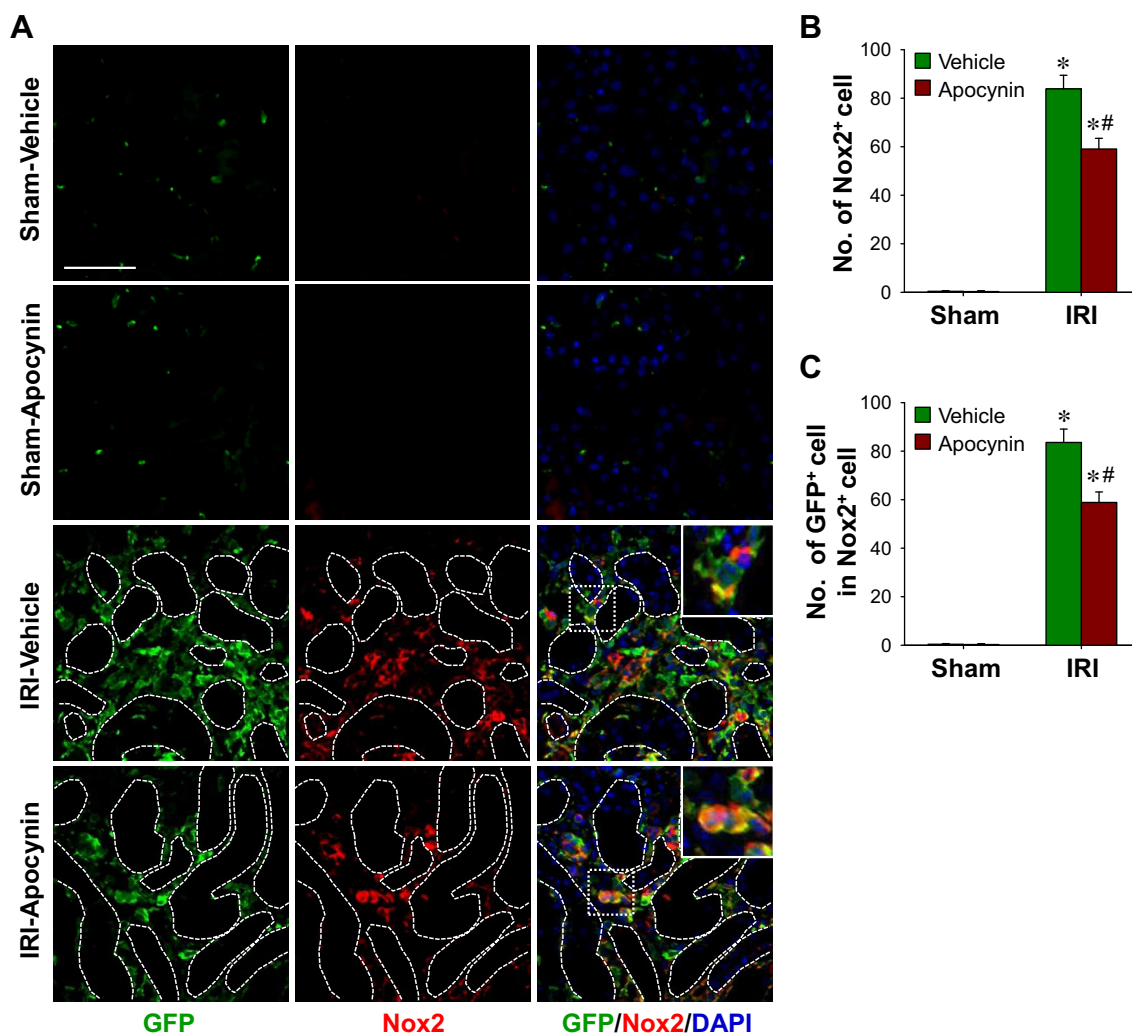 A
Sham-Vehicle
Sham-Apocynin
IRI-Vehicle
IRI-Apocynin
GFP
Nox2
GFP/Nox2/DAPI
B
No. of Nox2⁺ cell
100
80
60
40
20
0
Vehicle
Apocynin
*
*#
Sham
IRI
C
No. of GFP⁺ cell
in Nox2⁺ cell
100
80
60
40
20
0
Vehicle
Apocynin
*
*#
Sham
IRI